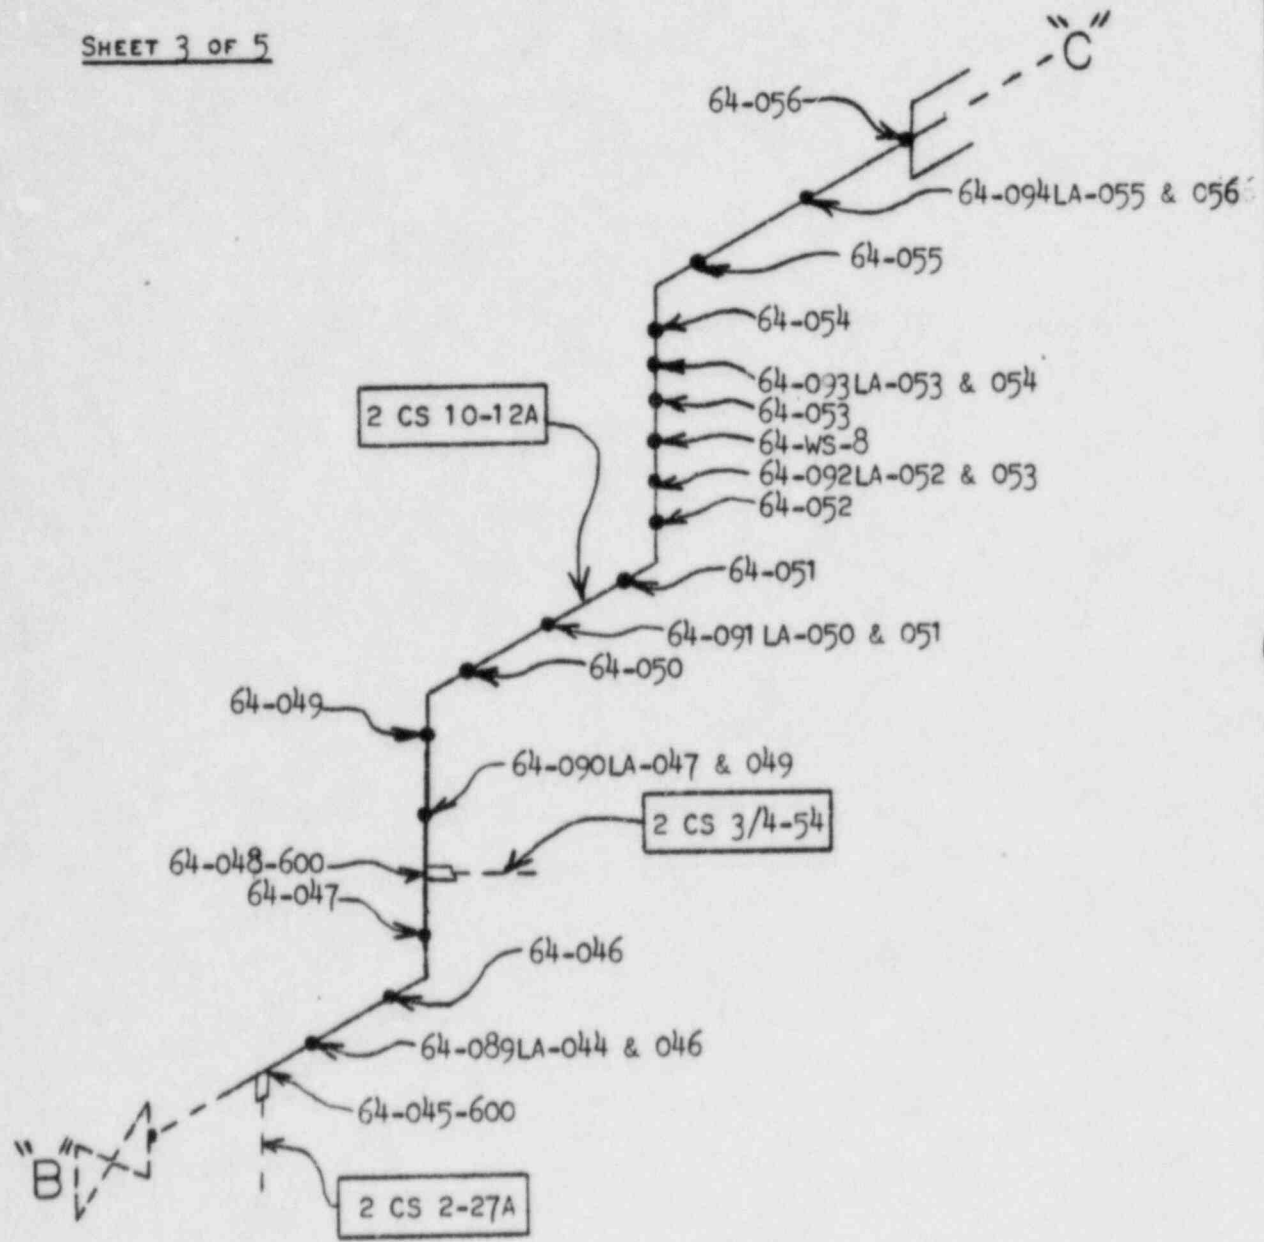 SHEET 3 OF 5
"C"
64-056
64-094LA-055 & 056
64-055
64-054
64-093LA-053 & 054
2 CS 10-12A
64-053
64-WS-8
64-092LA-052 & 053
64-052
64-051
64-091LA-050 & 051
64-050
64-049
64-090LA-047 & 049
2 CS 3/4-54
64-048-600
64-047
64-046
64-089LA-044 & 046
64-045-600
"B"
2 CS 2-27A